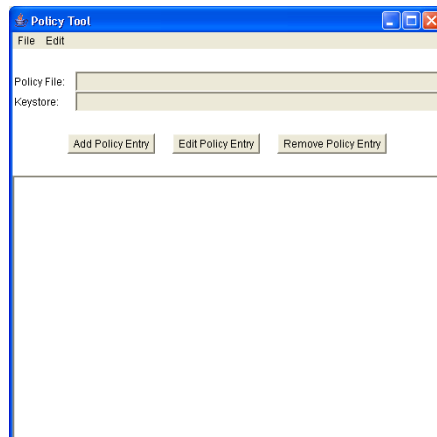 Policy Tool
File Edit
Policy File:
Keystore:
Add Policy Entry Edit Policy Entry Remove Policy Entry